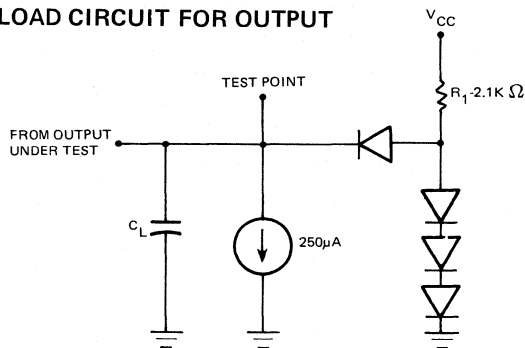 LOAD CIRCUIT FOR OUTPUT
VCC
TEST POINT
R1-2.1K Ω
FROM OUTPUT
UNDER TEST
CL
250μA